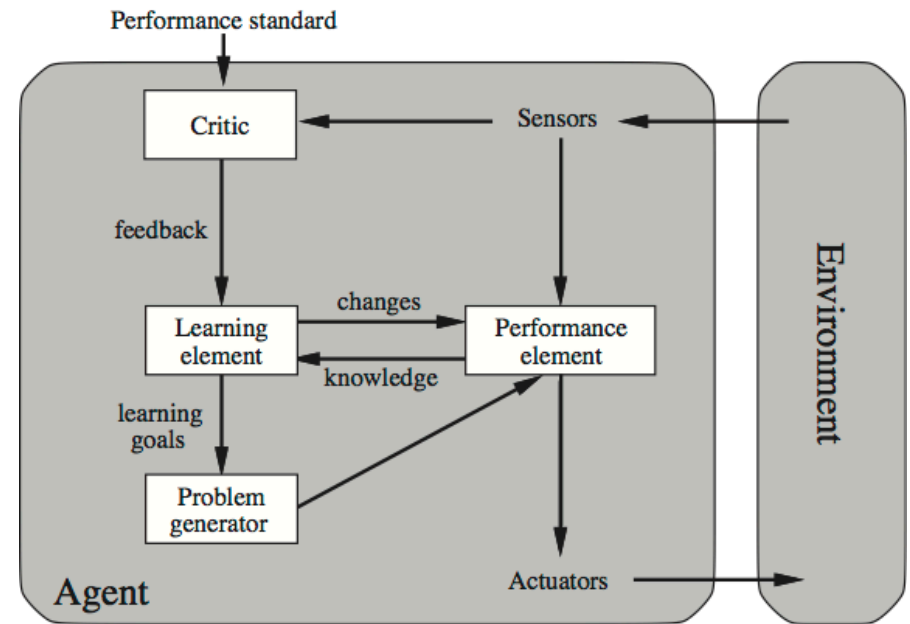 Performance standard
Critic
Sensors
feedback
changes
Learning
element
Performance
element
knowledge
learning
goals
Problem
generator
Agent
Actuators
Environment